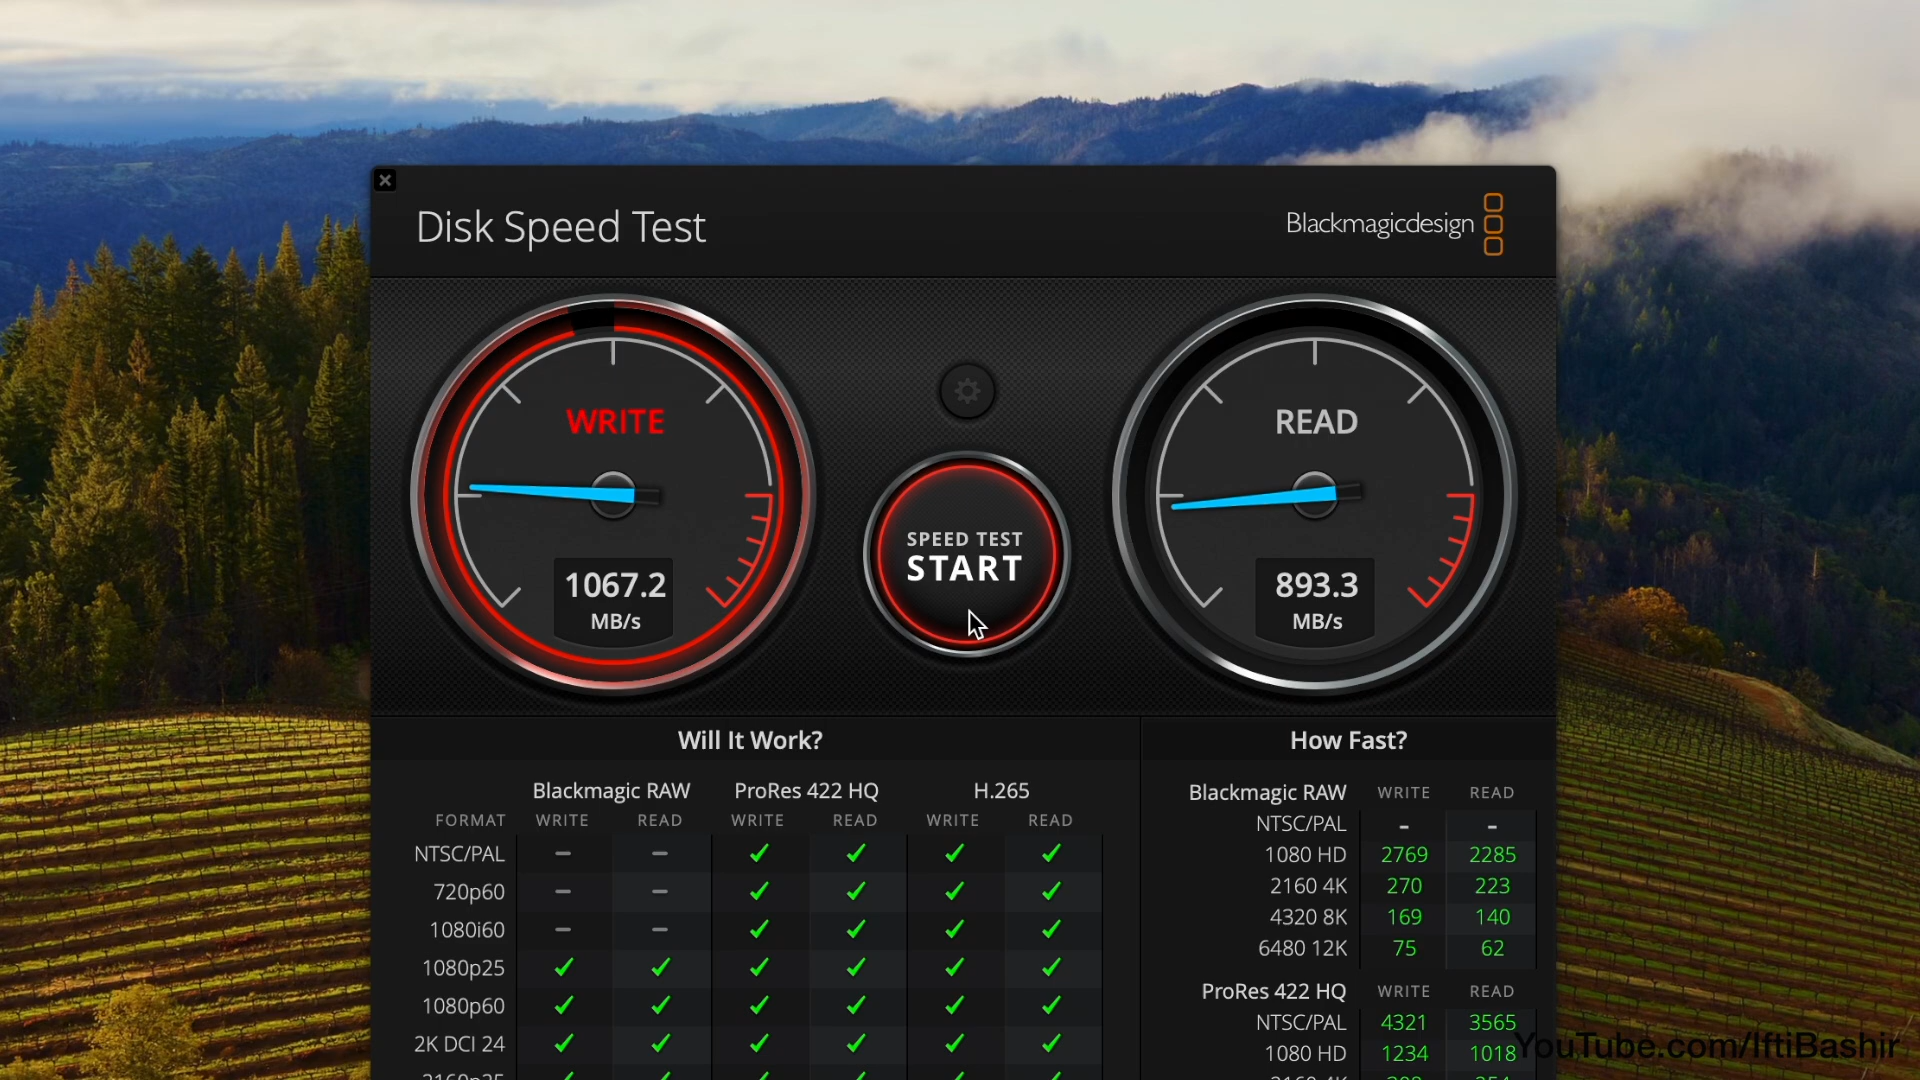 Disk Speed Test
Blackmagicdesign
WRITE
1067.2
MB/s
SPEED TEST
START
READ
893.3
MB/s
Will It Work?
Blackmagic RAW ProRes 422 HQ H.265
FORMAT WRITE READ WRITE READ WRITE READ
NTSC/PAL – – ✓ ✓ ✓ ✓
720p60 – – ✓ ✓ ✓ ✓
1080i60 – – ✓ ✓ ✓ ✓
1080p25 ✓ ✓ ✓ ✓ ✓ ✓
1080p60 ✓ ✓ ✓ ✓ ✓ ✓
2K DCI 24 ✓ ✓ ✓ ✓ ✓ ✓
How Fast?
Blackmagic RAW WRITE READ
NTSC/PAL - -
1080 HD 2769 2285
2160 4K 270 223
4320 8K 169 140
6480 12K 75 62
ProRes 422 HQ WRITE READ
NTSC/PAL 4321 3565
1080 HD 1234 1018
YouTube.com/IftiBashir